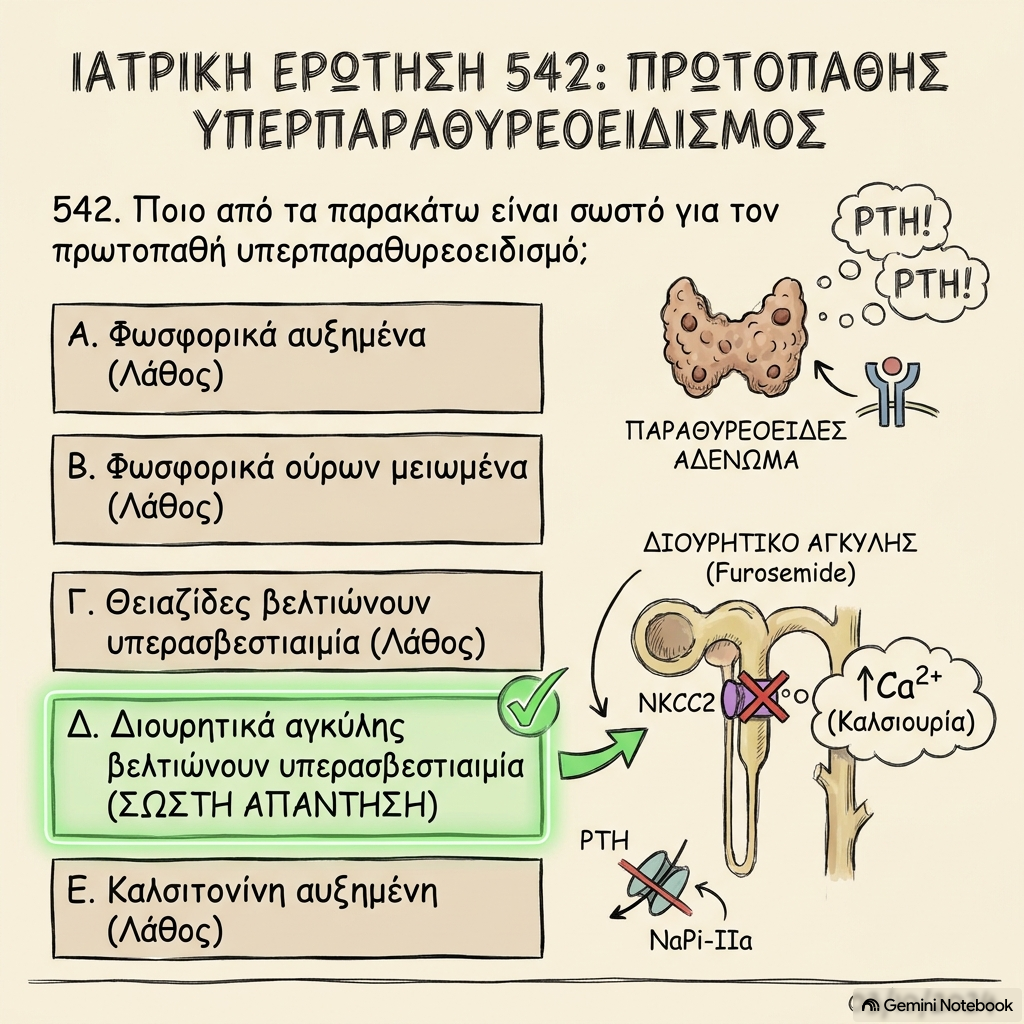 ΙΑΤΡΙΚΗ ΕΡΩΤΗΣΗ 542: ΠΡΩΤΟΠΑΘΗΣ
ΥΠΕΡΠΑΡΑΘΥΡΕΟΕΙΔΙΣΜΟΣ
542. Ποιο από τα παρακάτω είναι σωστό για τον
πρωτοπαθή υπερπαραθυρεοειδισμό;
Α. Φωσφορικά αυξημένα
(Λάθος)
Β. Φωσφορικά ούρων μειωμένα
(Λάθος)
Γ. Θειαζίδες βελτιώνουν
υπερασβεστιαιμία (Λάθος)
Δ. Διουρητικά αγκύλης
βελτιώνουν υπερασβεστιαιμία
(ΣΩΣΤΗ ΑΠΑΝΤΗΣΗ)
Ε. Καλσιτονίνη αυξημένη
(Λάθος)
PTH!
PTH!
ΠΑΡΑΘΥΡΕΟΕΙΔΕΣ
ΑΔΕΝΩΜΑ
ΔΙΟΥΡΗΤΙΚΟ ΑΓΚΥΛΗΣ
(Furosemide)
NKCC2
↑Ca²⁺
(Καλσιουρία)
PTH
NaPi-IIa
Gemini Notebook